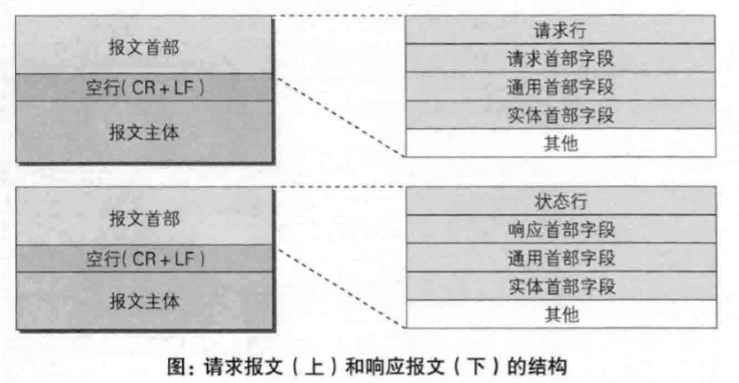 报文首部
空行(CR+LF)
报文主体
请求行
请求首部字段
通用首部字段
实体首部字段
其他
报文首部
空行(CR+LF)
报文主体
状态行
响应首部字段
通用首部字段
实体首部字段
其他
图：请求报文（上）和响应报文（下）的结构